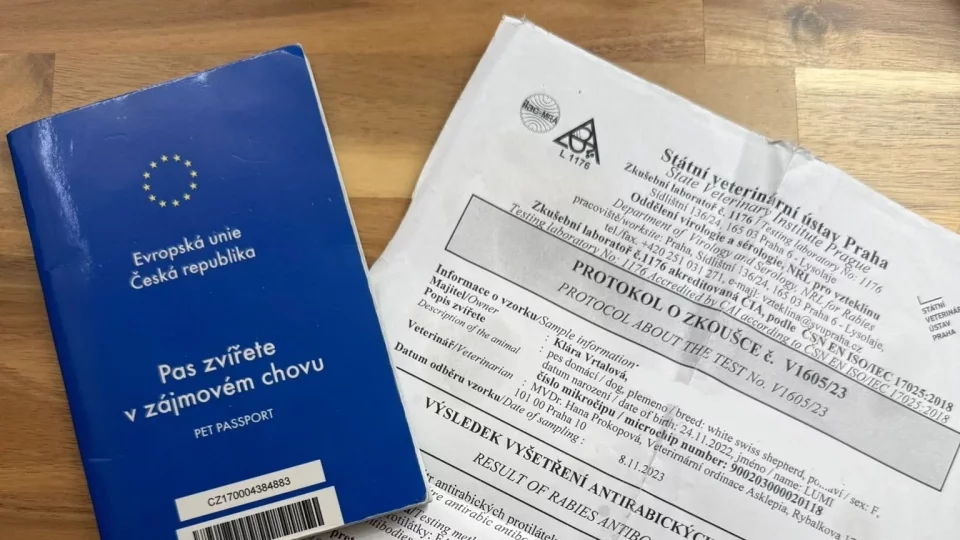 Evropská unie
Česká republika
Pas zvířete
v zájmovém chovu
PET PASSPORT
CZ170004384883
ilac-MRA
L 1176
Státní veterinární ústav Praha
State Veterinary Institute Prague
Zkušební laboratoř č. 1176 / Testing laboratory No: 1176
Sídlištní 136/24, 165 03 Praha 6 - Lysolaje
Oddělení virologie a sérologie, NRL pro vzteklinu
Department of Virology and Serology, NRL for Rabies
pracoviště/worksite: Praha, Sídlištní 136/24, 165 03 Praha 6 - Lysolaje,
tel./fax. +420 251 031 271, e-mail: vzteklina@svupraha.cz
Zkušební laboratoř č.1176 akreditovaná ČIA, podle ČSN EN ISO/IEC 17025:2018
Testing laboratory No: 1176 Accredited by CAI according to CSN EN ISO/IEC 17025:2018
STÁTNÍ
VETERINÁR
ÚSTAV
PRAHA
PROTOKOL O ZKOUŠCE č. V1605/23
PROTOCOL ABOUT THE TEST No. V1605/23
Informace o vzorku/Sample information:
Majitel/Owner : Klára Vrtalová,
Popis zvířete : pes domácí / dog, plemeno / breed: white swiss shepherd, pohlaví / sex: F,
Description of the animal datum narození / date of birth: 24.11.2022, jméno / name: LUMI
číslo mikročipu / microchip number: 900203000020118
Veterinář/Veterinarian : MVDr. Hana Prokopová, Veterinární ordinace Asklepia, Rybalkova
101 00 Praha 10
Datum odběru vzorku/Date of sampling : 8.11.2023
VÝSLEDEK VYŠETŘENÍ ANTIRABICKÝCH
RESULT OF RABIES ANTIBO
antirabických protilátek